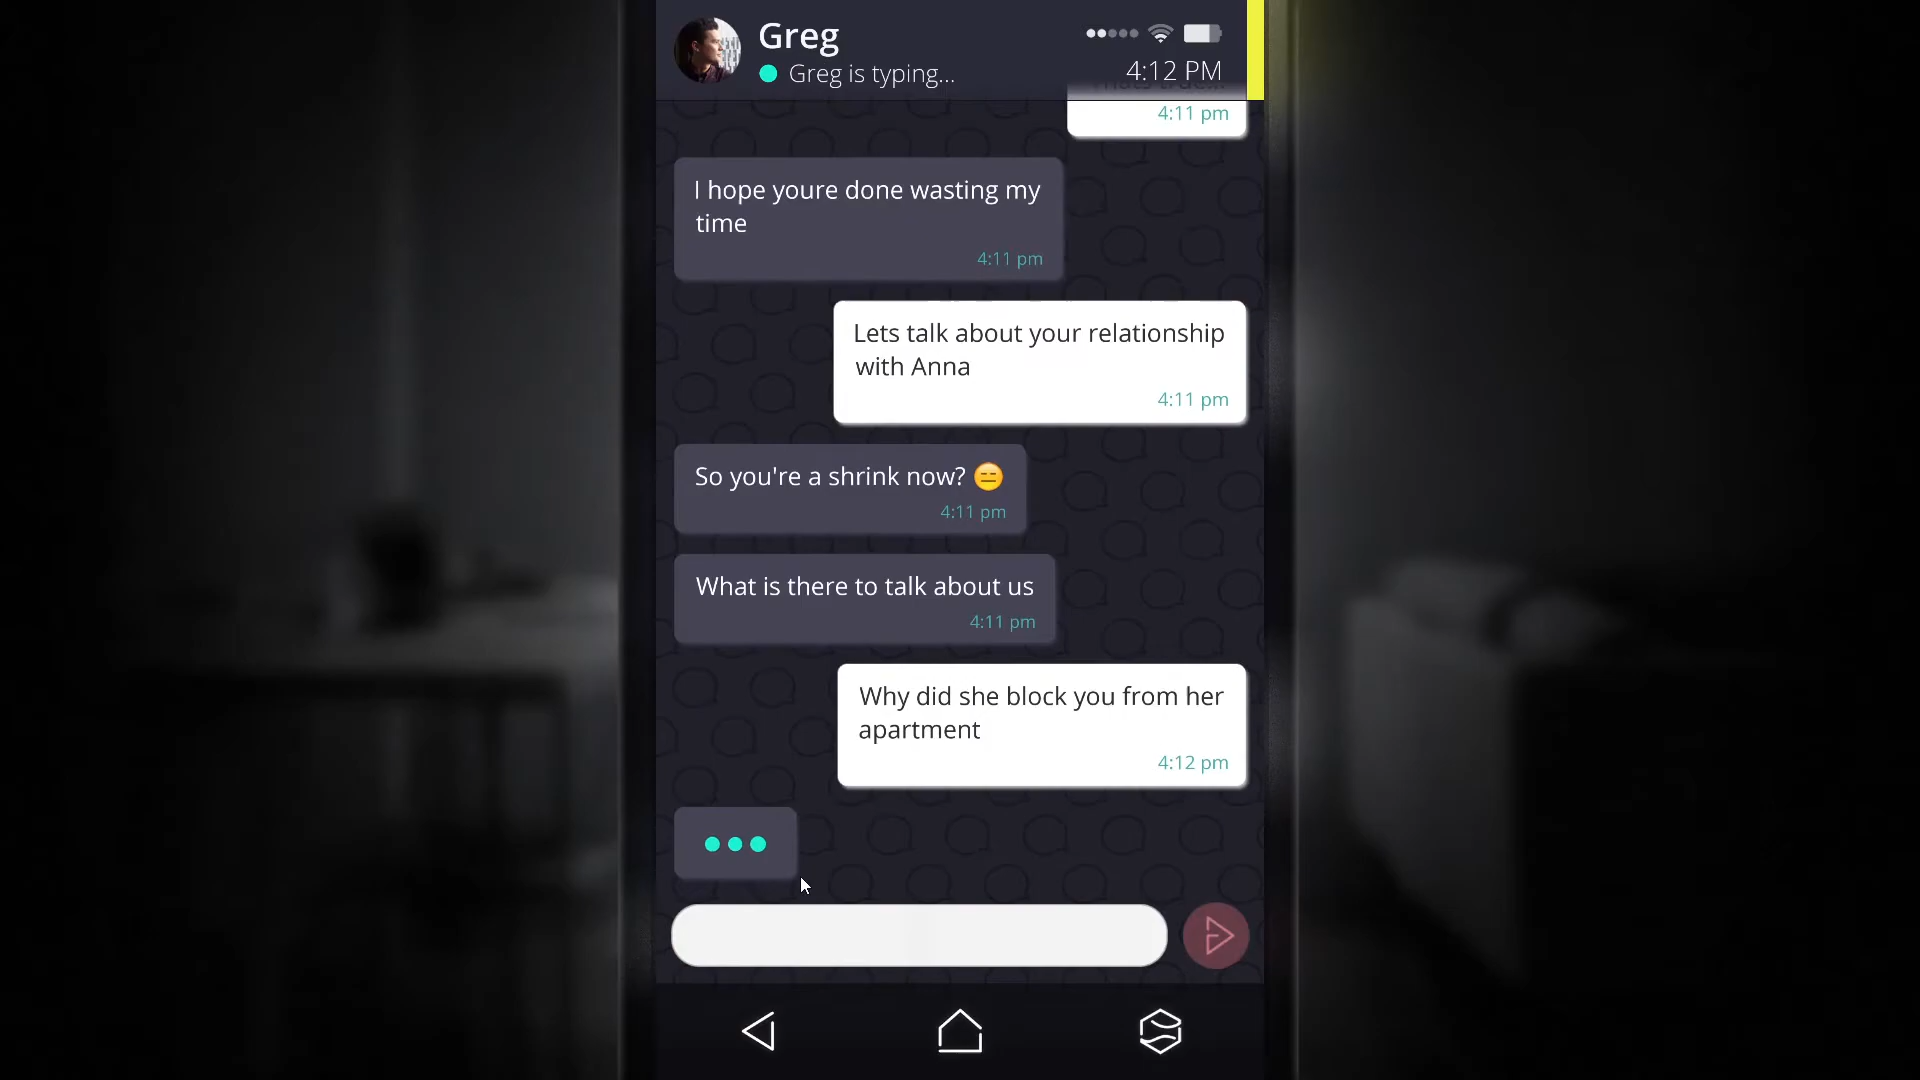 Greg
Greg is typing...
4:12 PM
4:11 pm
I hope youre done wasting my
time
4:11 pm
Lets talk about your relationship
with Anna
4:11 pm
So you're a shrink now? 😑
4:11 pm
What is there to talk about us
4:11 pm
Why did she block you from her
apartment
4:12 pm